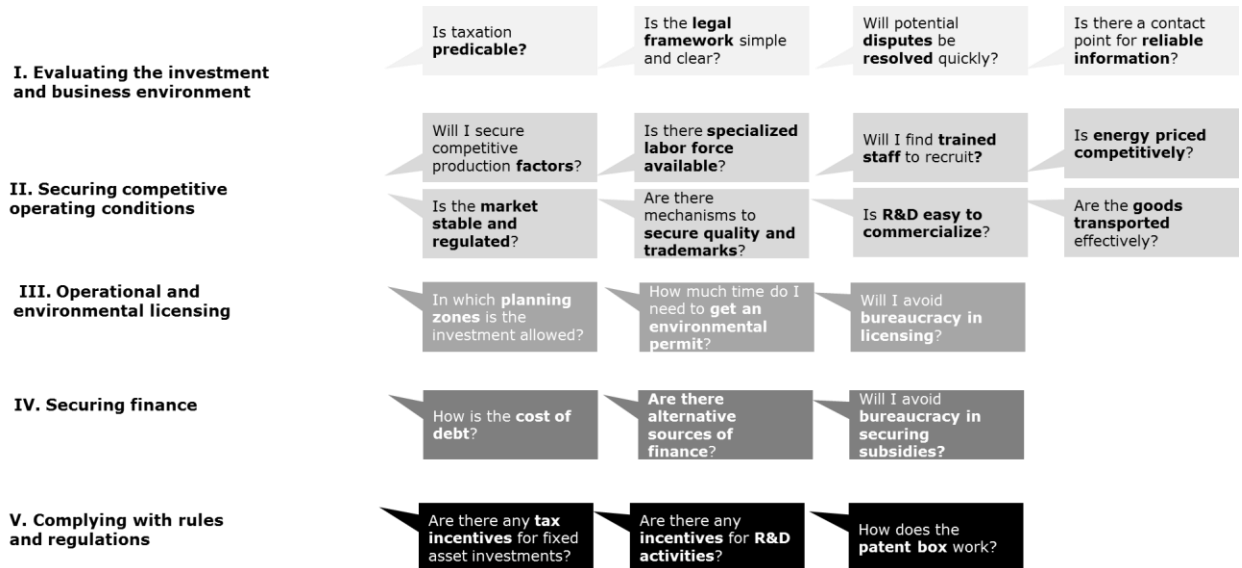 I. Evaluating the investment
and business environment
Is taxation
predicable?
Is the legal
framework simple
and clear?
Will potential
disputes be
resolved quickly?
Is there a contact
point for reliable
information?
II. Securing competitive
operating conditions
Will I secure
competitive
production factors?
Is there specialized
labor force
available?
Will I find trained
staff to recruit?
Is energy priced
competitively?
Is the market
stable and
regulated?
Are there
mechanisms to
secure quality and
trademarks?
Is R&D easy to
commercialize?
Are the goods
transported
effectively?
III. Operational and
environmental licensing
In which planning
zones is the
investment allowed?
How much time do I
need to get an
environmental
permit?
Will I avoid
bureaucracy in
licensing?
IV. Securing finance
How is the cost of
debt?
Are there
alternative
sources of
finance?
Will I avoid
bureaucracy in
securing
subsidies?
V. Complying with rules
and regulations
Are there any tax
incentives for fixed
asset investments?
Are there any
incentives for R&D
activities?
How does the
patent box work?